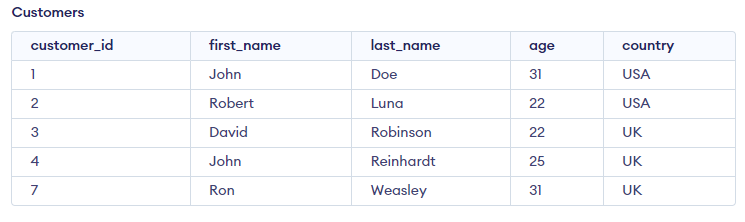 Customers
customer_id first_name last_name age country
1 John Doe 31 USA
2 Robert Luna 22 USA
3 David Robinson 22 UK
4 John Reinhardt 25 UK
7 Ron Weasley 31 UK